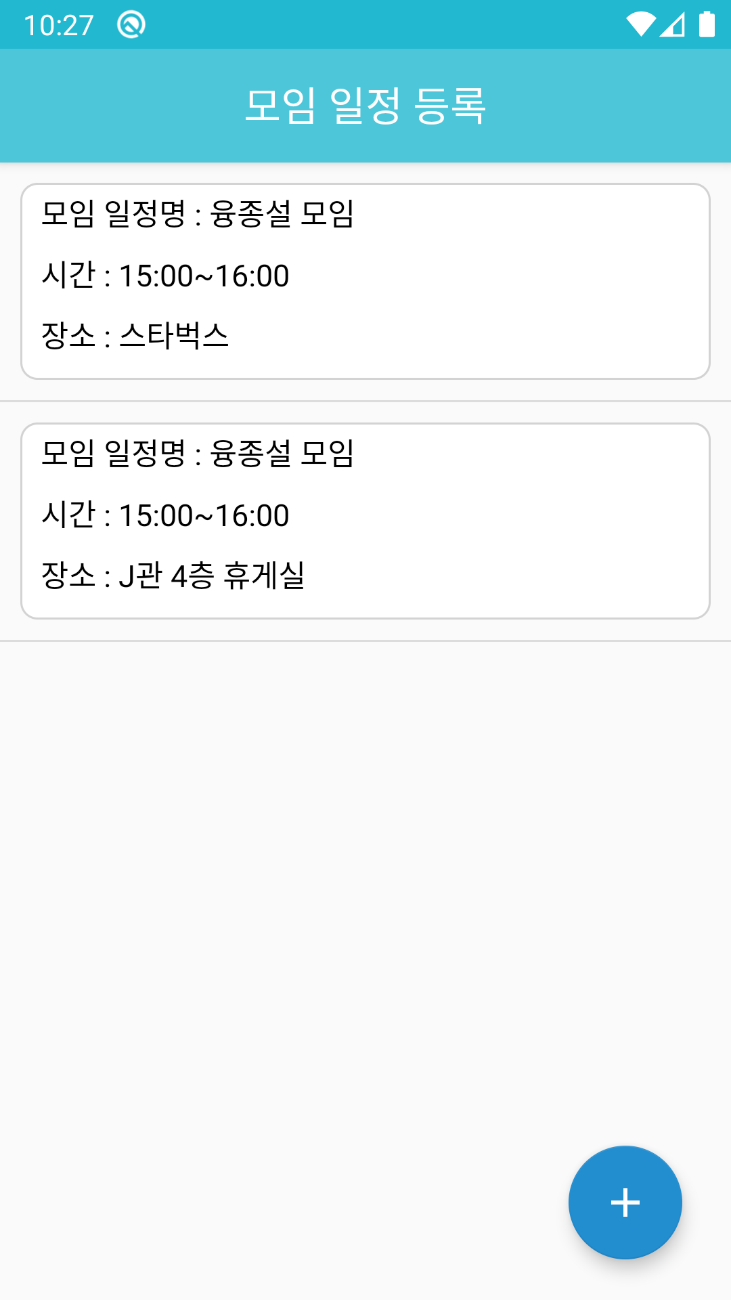 10:27
모임 일정 등록
모임 일정명 : 융종설 모임
시간 : 15:00~16:00
장소 : 스타벅스
모임 일정명 : 융종설 모임
시간 : 15:00~16:00
장소 : J관 4층 휴게실
+